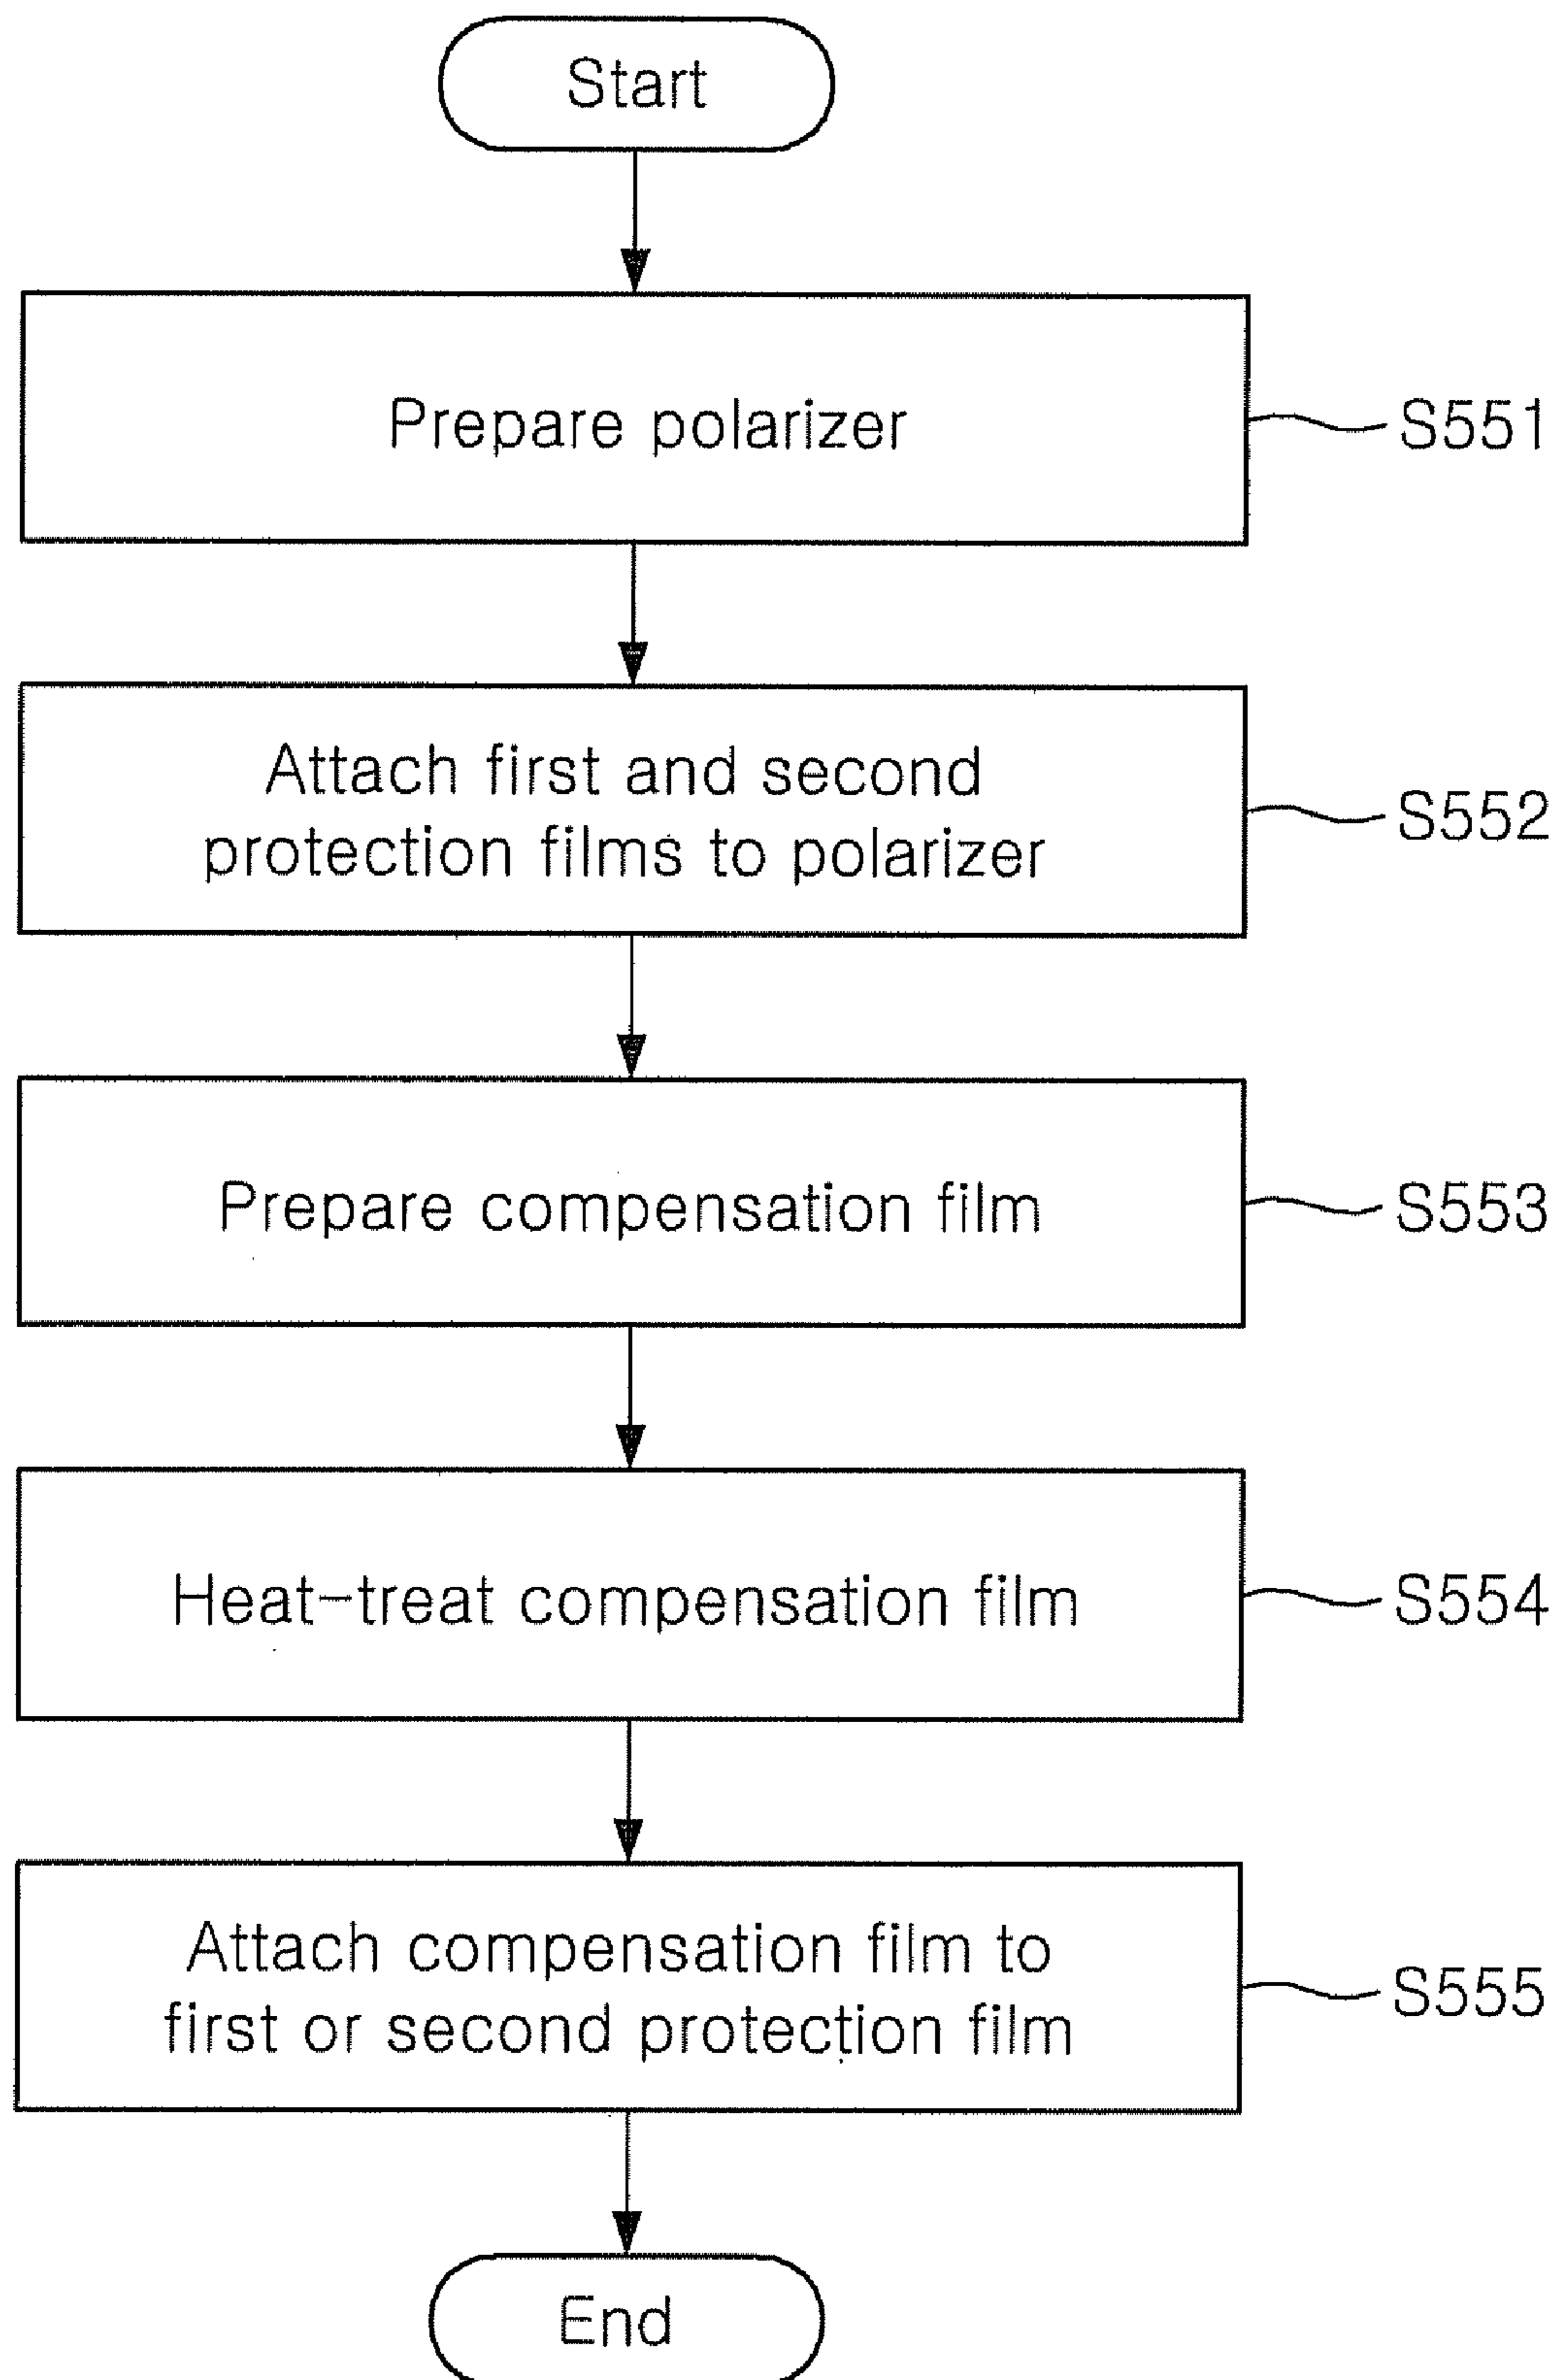 Start
Prepare polarizer
S551
Attach first and second
protection films to polarizer
S552
Prepare compensation film
S553
Heat-treat compensation film
S554
Attach compensation film to
first or second protection film
S555
End